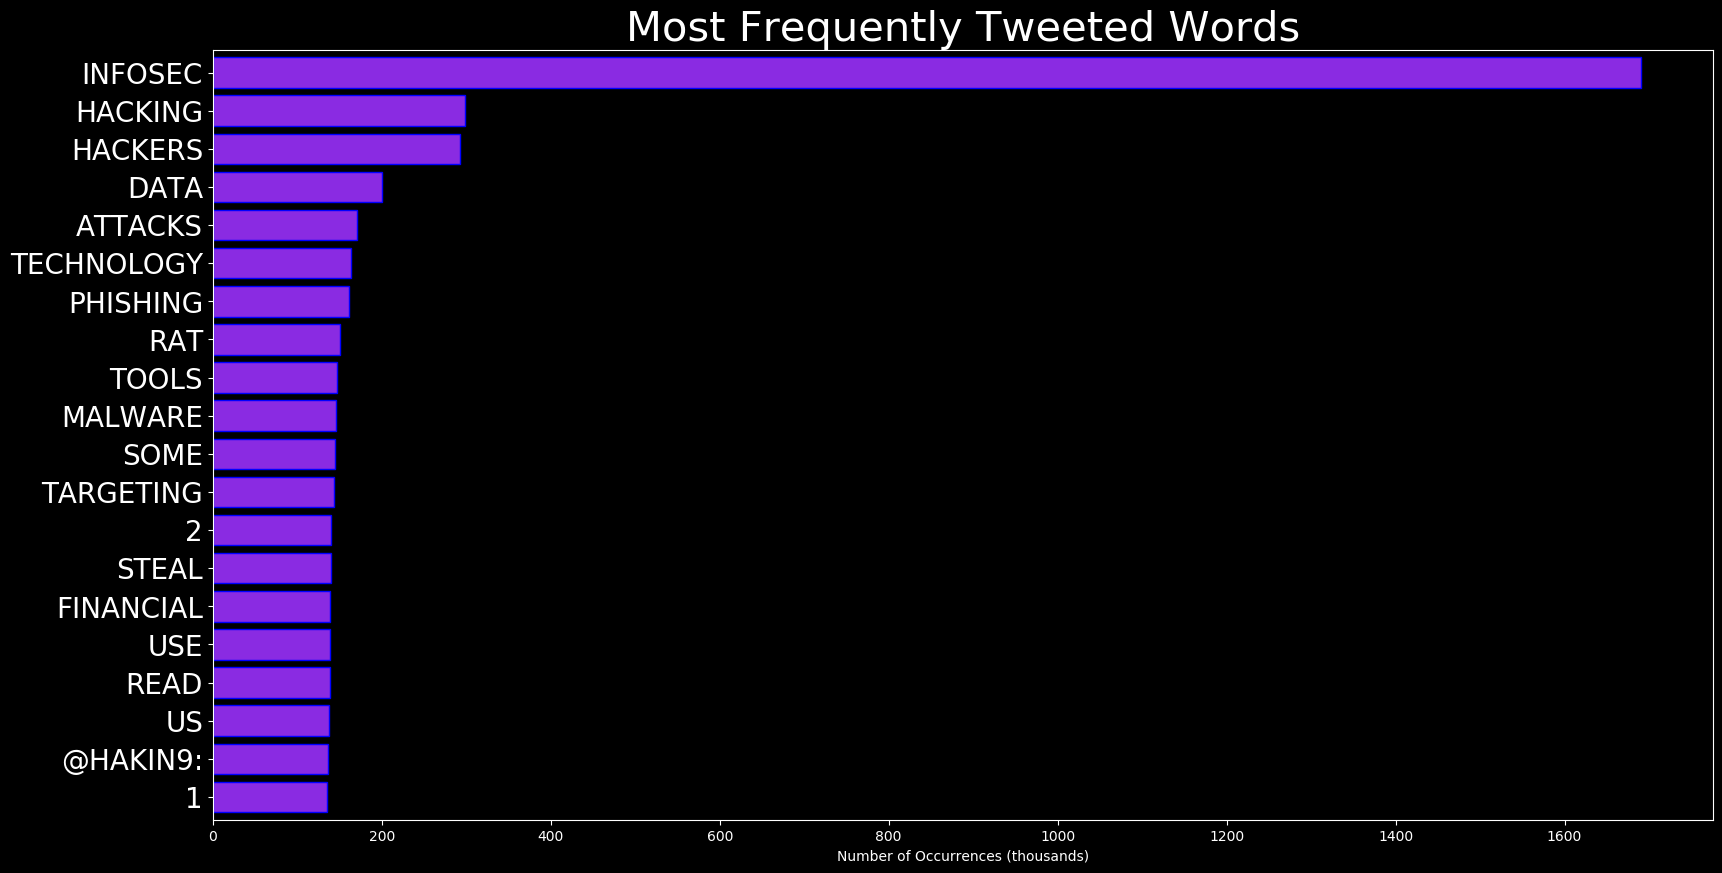 Most Frequently Tweeted Words
INFOSEC
HACKING
HACKERS
DATA
ATTACKS
TECHNOLOGY
PHISHING
RAT
TOOLS
MALWARE
SOME
TARGETING
2
STEAL
FINANCIAL
USE
READ
US
@HAKIN9:
1
0 200 400 600 800 1000 1200 1400 1600
Number of Occurrences (thousands)